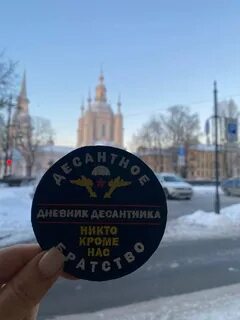 ДЕСАНТНОЕ
ДНЕВНИК ДЕСАНТНИКА
НИКТО
КРОМЕ
НАС
БРАТСТВО